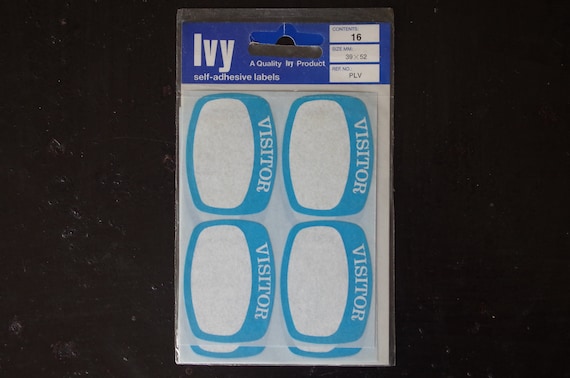 Ivy
A Quality Ivy Product
self-adhesive labels
CONTENTS:
16
SIZE MM:
39 × 52
REF. NO.
PLV
VISITOR
VISITOR
VISITOR
VISITOR